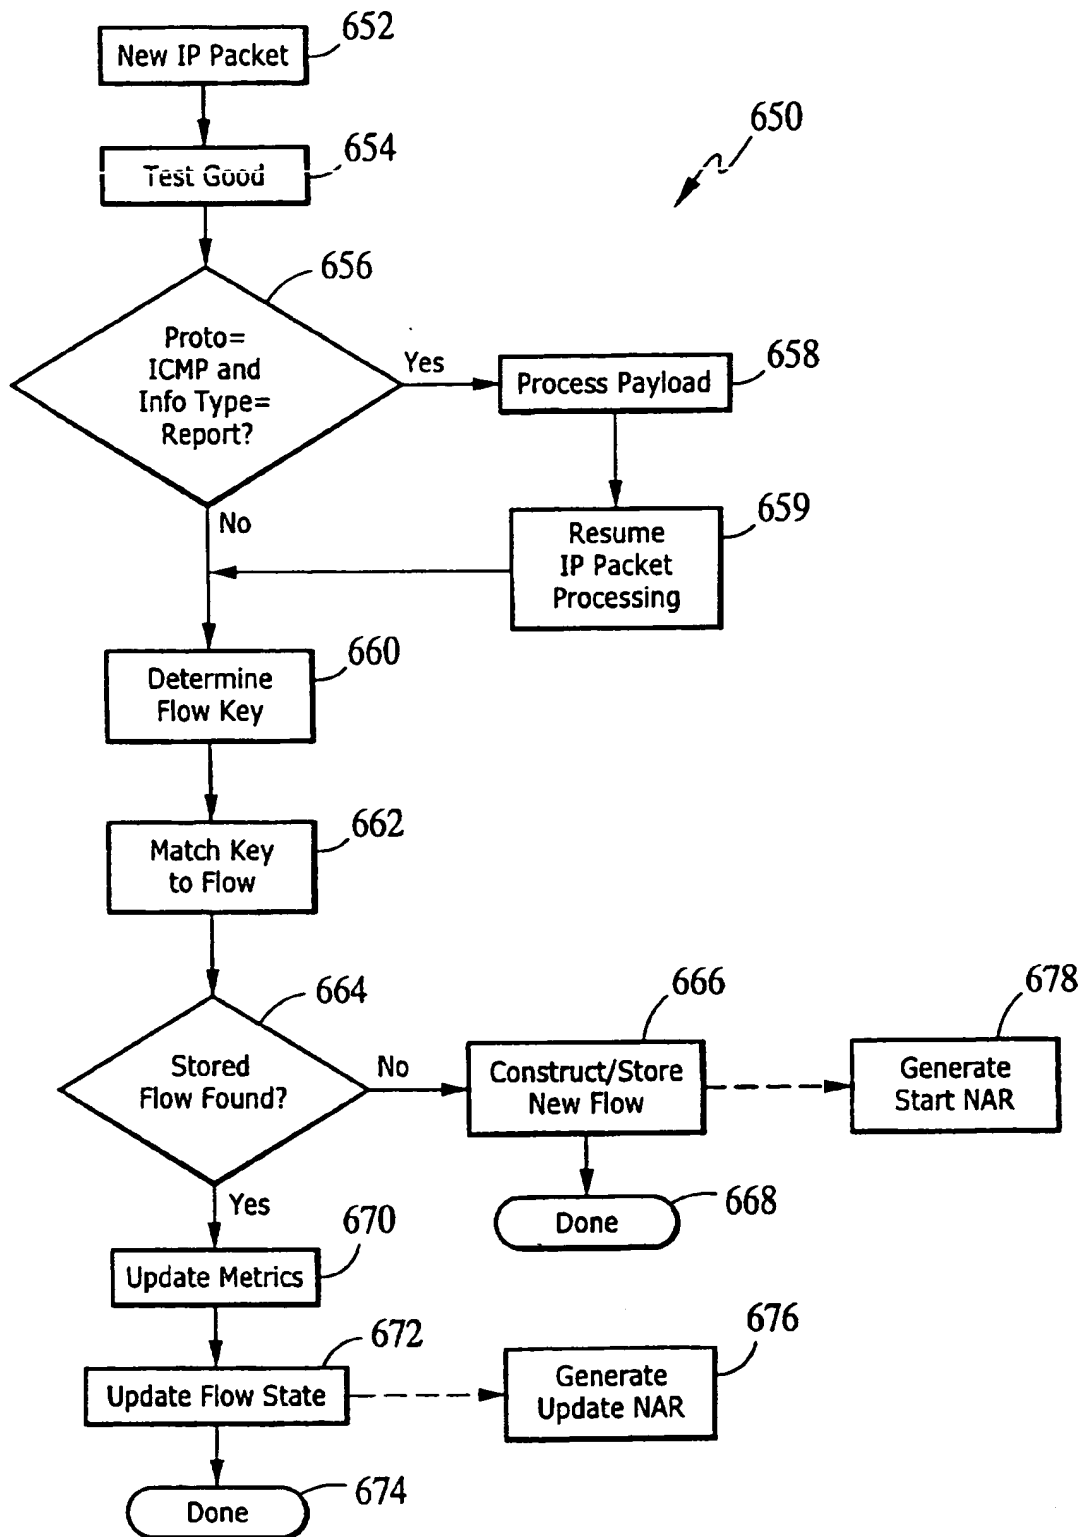 652
New IP Packet
650
654
Test Good
656
Proto=
ICMP and
Info Type=
Report?
Yes
658
Process Payload
No
659
Resume
IP Packet
Processing
660
Determine
Flow Key
662
Match Key
to Flow
664
Stored
Flow Found?
No
666
Construct/Store
New Flow
678
Generate
Start NAR
668
Done
Yes
670
Update Metrics
672
Update Flow State
676
Generate
Update NAR
674
Done